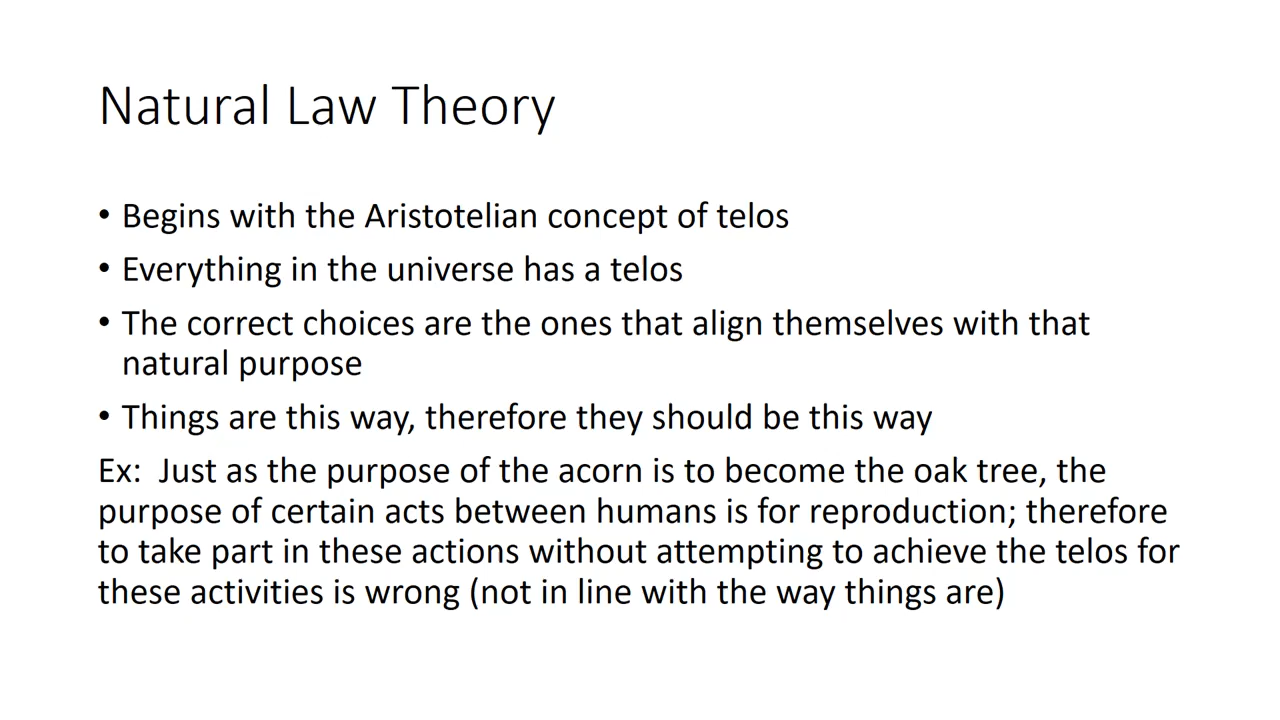 Natural Law Theory
• Begins with the Aristotelian concept of telos
• Everything in the universe has a telos
• The correct choices are the ones that align themselves with that
natural purpose
• Things are this way, therefore they should be this way
Ex:  Just as the purpose of the acorn is to become the oak tree, the
purpose of certain acts between humans is for reproduction; therefore
to take part in these actions without attempting to achieve the telos for
these activities is wrong (not in line with the way things are)